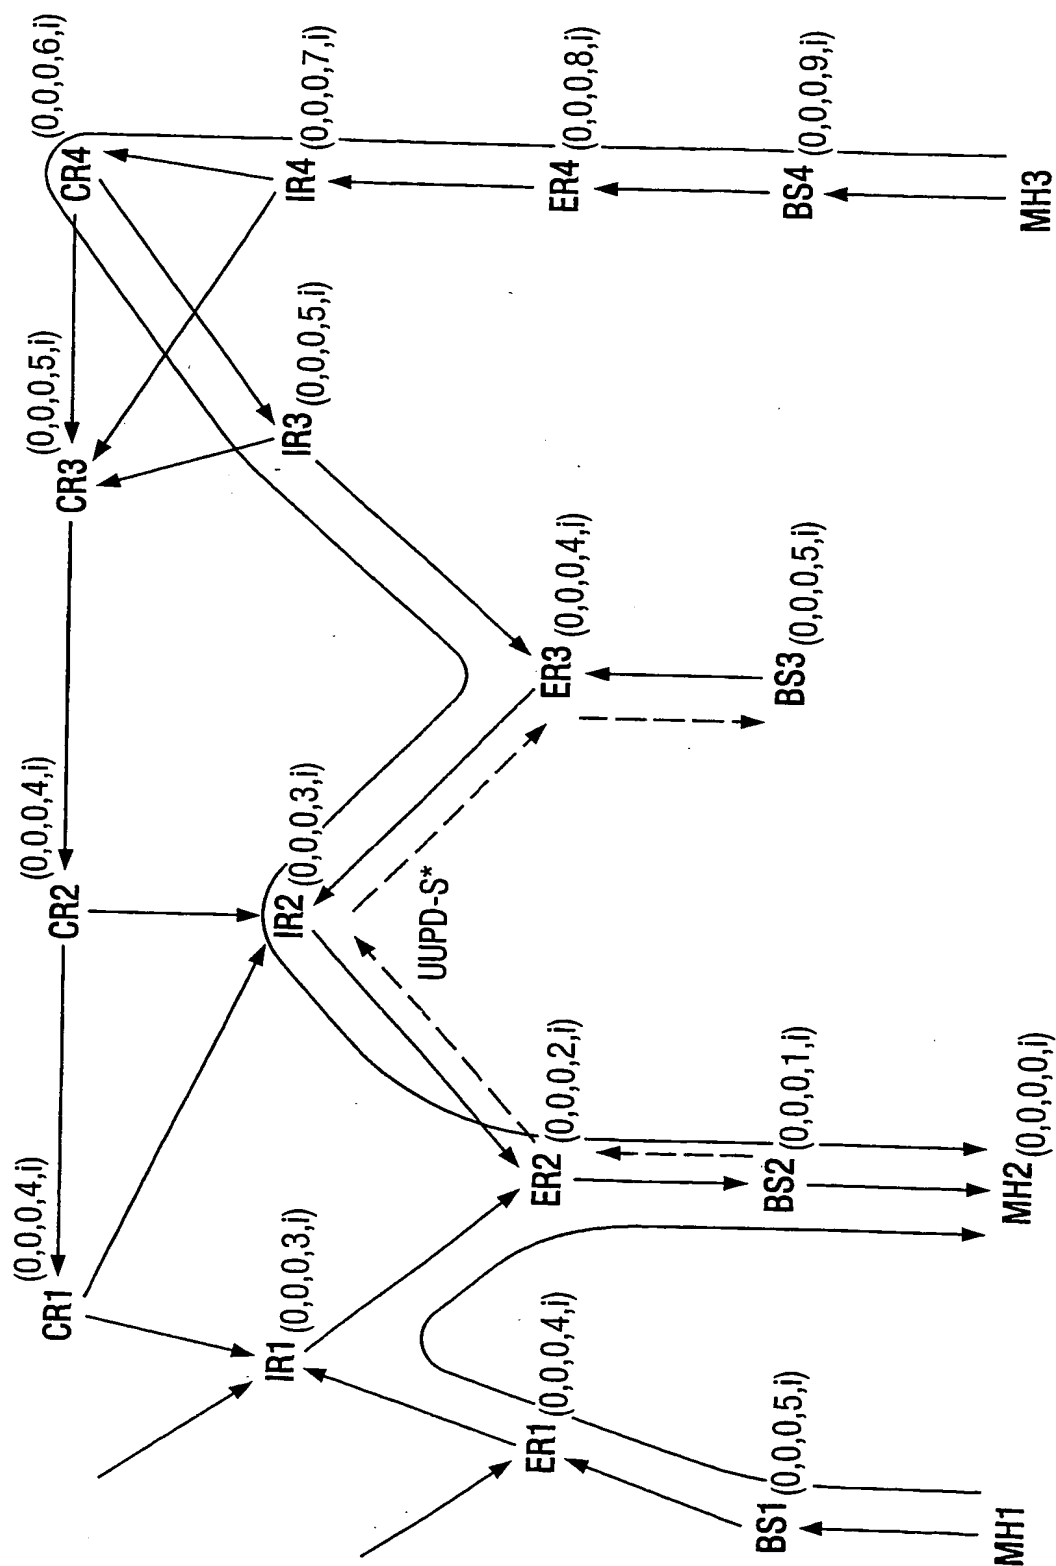 CR1 (0,0,0,4,i)
CR2 (0,0,0,4,i)
CR3 (0,0,0,5,i)
CR4 (0,0,0,6,i)
IR1 (0,0,0,3,i)
IR2 (0,0,0,3,i)
IR3 (0,0,0,5,i)
IR4 (0,0,0,7,i)
UUPD-S*
ER1 (0,0,0,4,i)
ER2 (0,0,0,2,i)
ER3 (0,0,0,4,i)
ER4 (0,0,0,8,i)
BS1 (0,0,0,5,i)
BS2 (0,0,0,1,i)
BS3 (0,0,0,5,i)
BS4 (0,0,0,9,i)
MH1
MH2 (0,0,0,0,i)
MH3